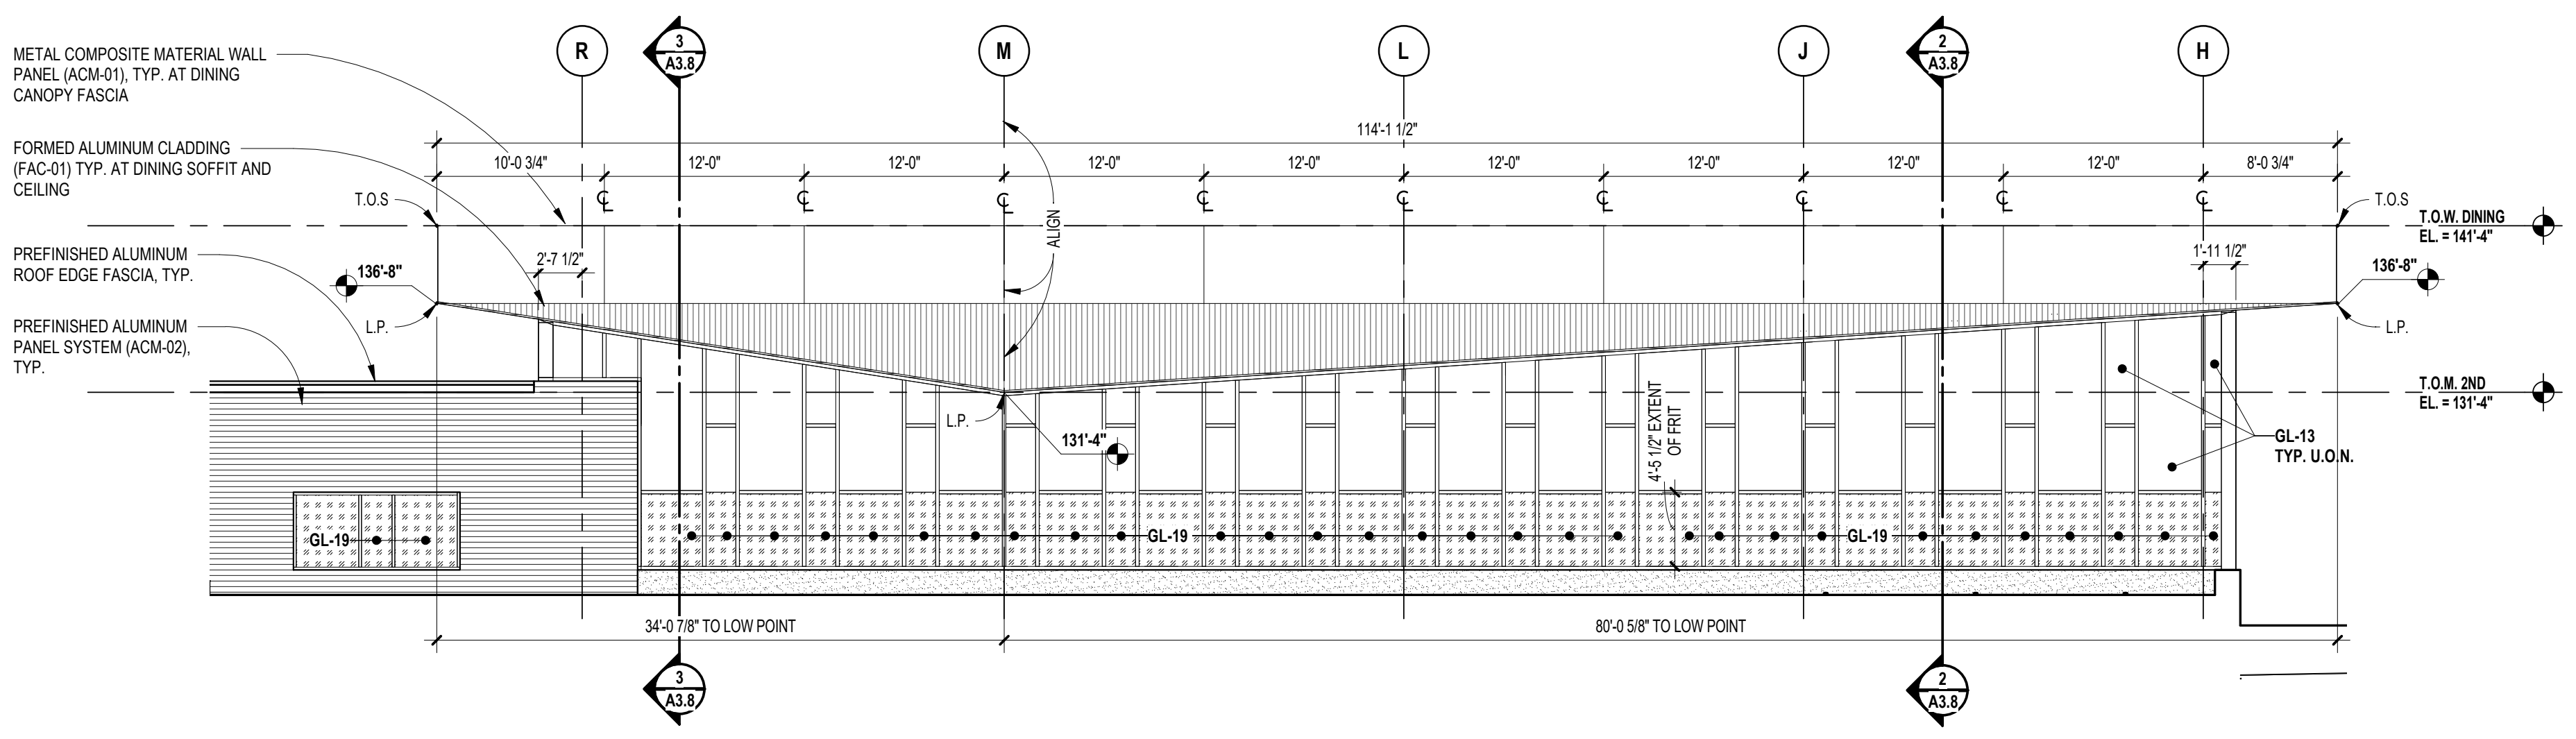 METAL COMPOSITE MATERIAL WALL
PANEL (ACM-01), TYP. AT DINING
CANOPY FASCIA
FORMED ALUMINUM CLADDING
(FAC-01) TYP. AT DINING SOFFIT AND
CEILING
PREFINISHED ALUMINUM
ROOF EDGE FASCIA, TYP.
PREFINISHED ALUMINUM
PANEL SYSTEM (ACM-02),
TYP.
R
3
A3.8
M
L
J
2
A3.8
H
114'-1 1/2"
10'-0 3/4"
12'-0"
12'-0"
12'-0"
12'-0"
12'-0"
12'-0"
12'-0"
12'-0"
8'-0 3/4"
℄
℄
℄
℄
℄
℄
℄
℄
℄
T.O.S
ALIGN
T.O.S
T.O.W. DINING
EL. = 141'-4"
2'-7 1/2"
1'-11 1/2"
136'-8"
136'-8"
L.P.
L.P.
T.O.M. 2ND
EL. = 131'-4"
L.P.
131'-4"
4'-5 1/2" EXTENT
OF FRIT
GL-13
TYP. U.O.N.
GL-19
GL-19
GL-19
34'-0 7/8" TO LOW POINT
80'-0 5/8" TO LOW POINT
3
A3.8
2
A3.8